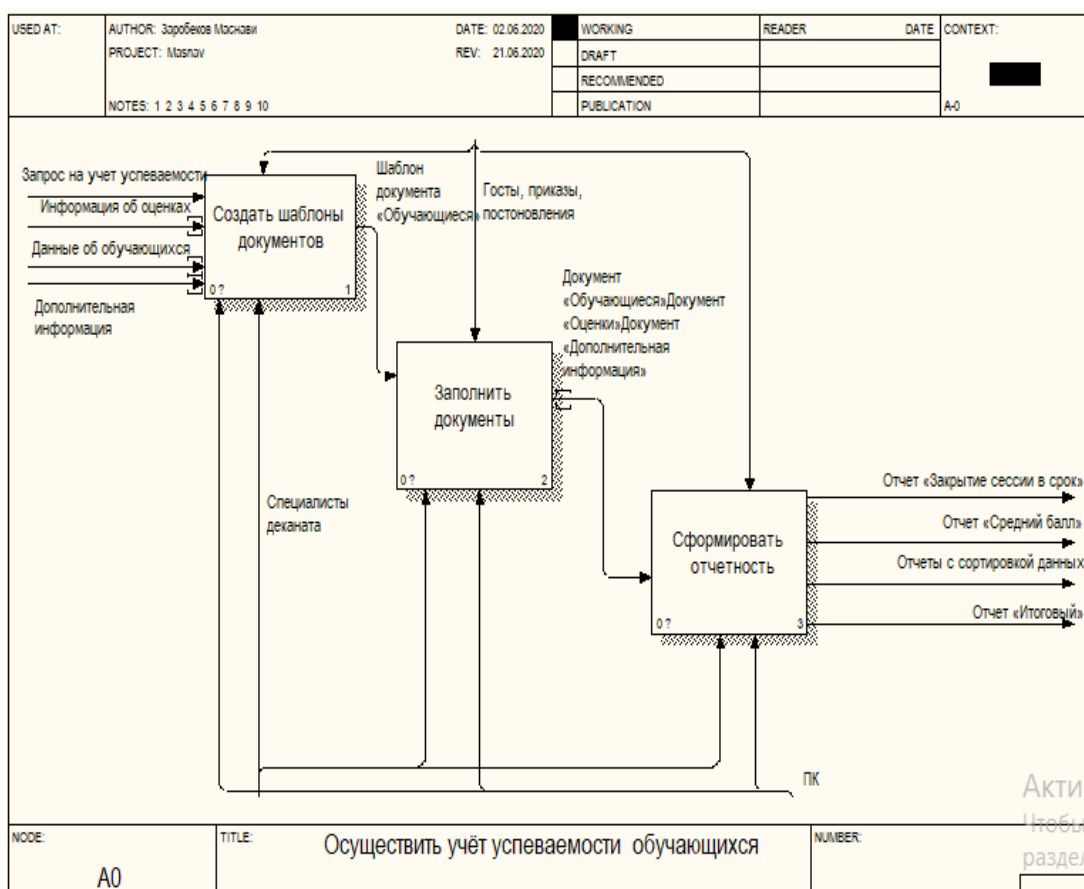 USED AT:
AUTHOR: Заробеков Маснави
DATE: 02.06.2020
WORKING
READER
DATE
CONTEXT:
PROJECT: Masnav
REV: 21.06.2020
DRAFT
RECOMMENDED
NOTES: 1 2 3 4 5 6 7 8 9 10
PUBLICATION
A-0
Запрос на учет успеваемости
Информация об оценках
Данные об обучающихся
Дополнительная
информация
Создать шаблоны
документов
0 ?
1
Шаблон
документа
«Обучающиеся»
Госты, приказы,
постоновления
Документ
«Обучающиеся»Документ
«Оценки»Документ
«Дополнительная
информация»
Заполнить
документы
0 ?
2
Специалисты
деканата
Сформировать
отчетность
0 ?
3
Отчет «Закрытие сессии в срок»
Отчет «Средний балл»
Отчеты с сортировкой данных
Отчет «Итоговый»
ПК
Акти
Чтобы
раздел
NODE:
A0
TITLE:
Осуществить учёт успеваемости обучающихся
NUMBER: